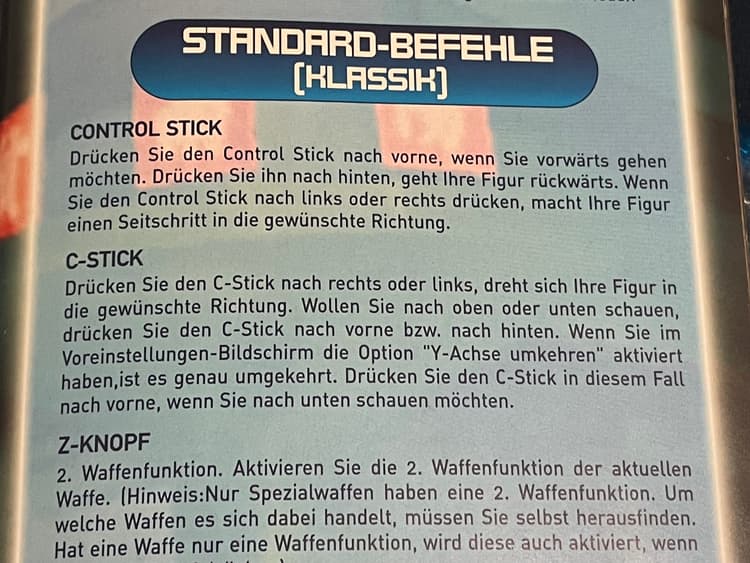 STANDARD-BEFEHLE
(KLASSIK)
CONTROL STICK
Drücken Sie den Control Stick nach vorne, wenn Sie vorwärts gehen
möchten. Drücken Sie ihn nach hinten, geht Ihre Figur rückwärts. Wenn
Sie den Control Stick nach links oder rechts drücken, macht Ihre Figur
einen Seitschritt in die gewünschte Richtung.
C-STICK
Drücken Sie den C-Stick nach rechts oder links, dreht sich Ihre Figur in
die gewünschte Richtung. Wollen Sie nach oben oder unten schauen,
drücken Sie den C-Stick nach vorne bzw. nach hinten. Wenn Sie im
Voreinstellungen-Bildschirm die Option "Y-Achse umkehren" aktiviert
haben,ist es genau umgekehrt. Drücken Sie den C-Stick in diesem Fall
nach vorne, wenn Sie nach unten schauen möchten.
Z-KNOPF
2. Waffenfunktion. Aktivieren Sie die 2. Waffenfunktion der aktuellen
Waffe. (Hinweis:Nur Spezialwaffen haben eine 2. Waffenfunktion. Um
welche Waffen es sich dabei handelt, müssen Sie selbst herausfinden.
Hat eine Waffe nur eine Waffenfunktion, wird diese auch aktiviert, wenn